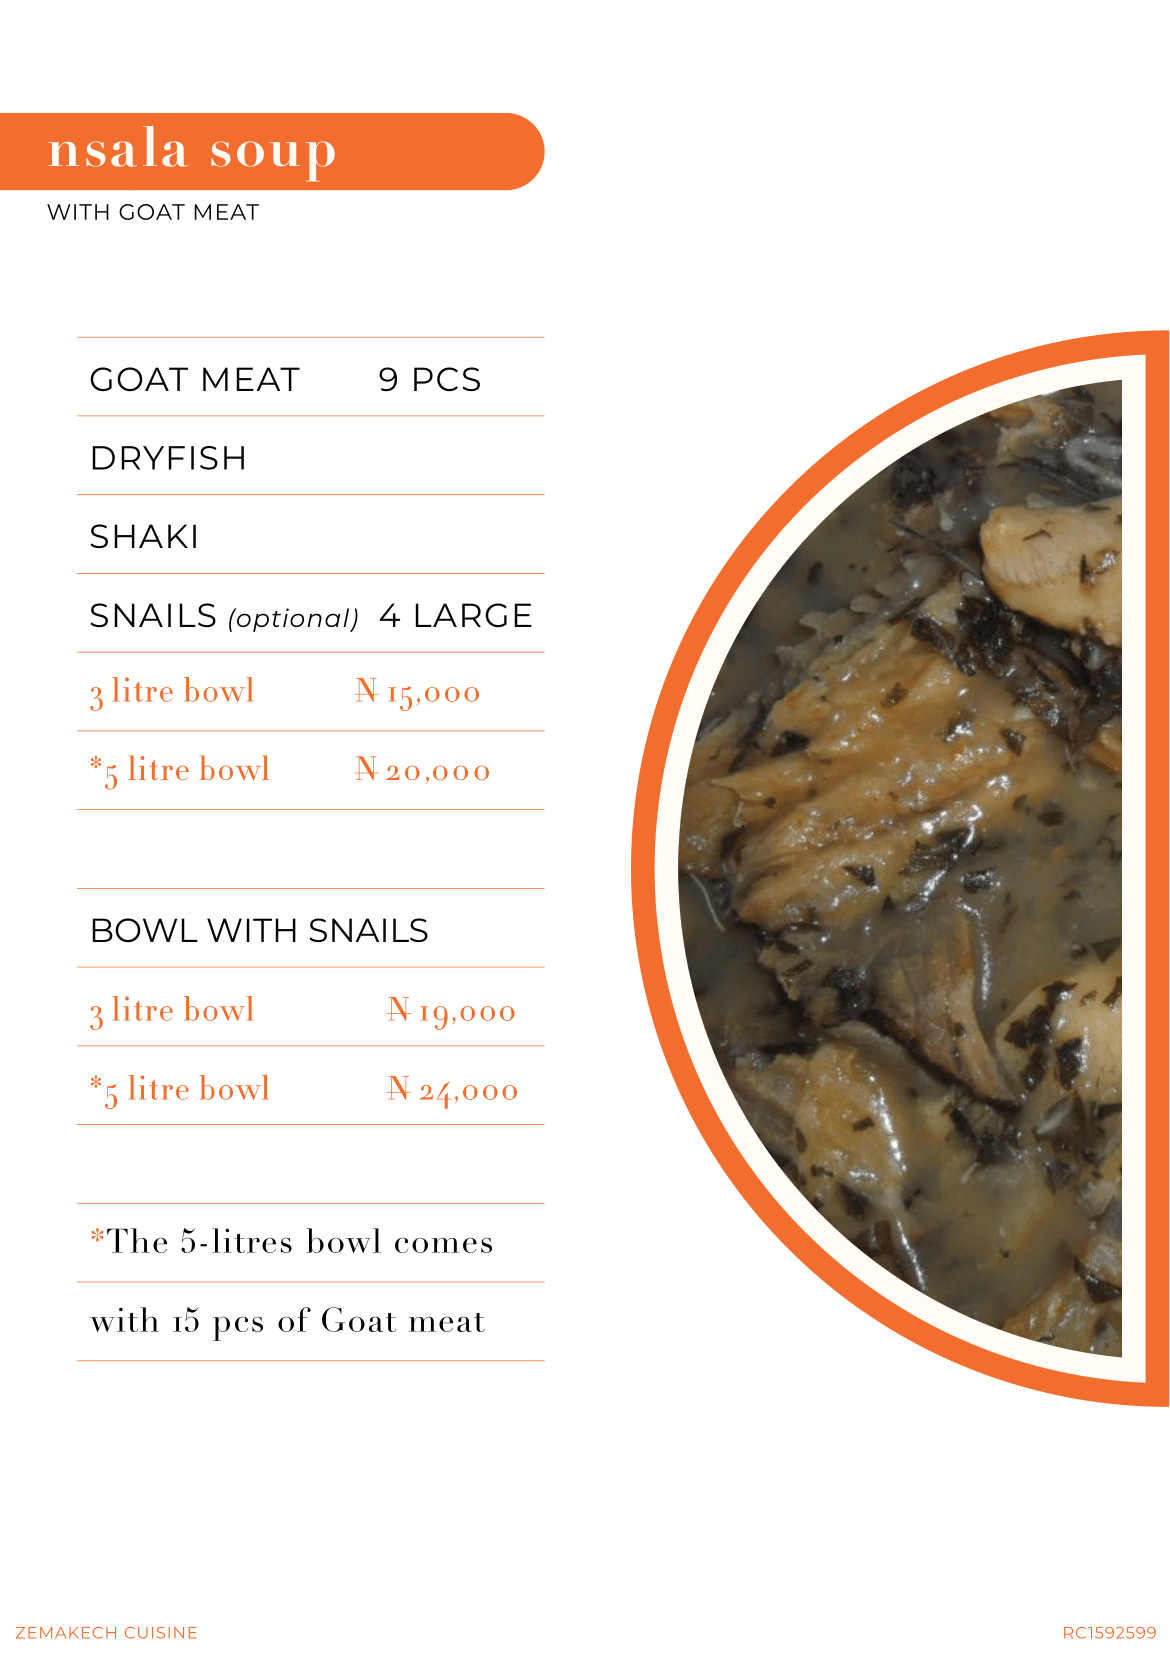 nsala soup
WITH GOAT MEAT
GOAT MEAT 9 PCS
DRYFISH
SHAKI
SNAILS (optional) 4 LARGE
3 litre bowl ₦ 15,000
*5 litre bowl ₦ 20,000
BOWL WITH SNAILS
3 litre bowl ₦ 19,000
*5 litre bowl ₦ 24,000
*The 5-litres bowl comes
with 15 pcs of Goat meat
ZEMAKECH CUISINE RC1592599